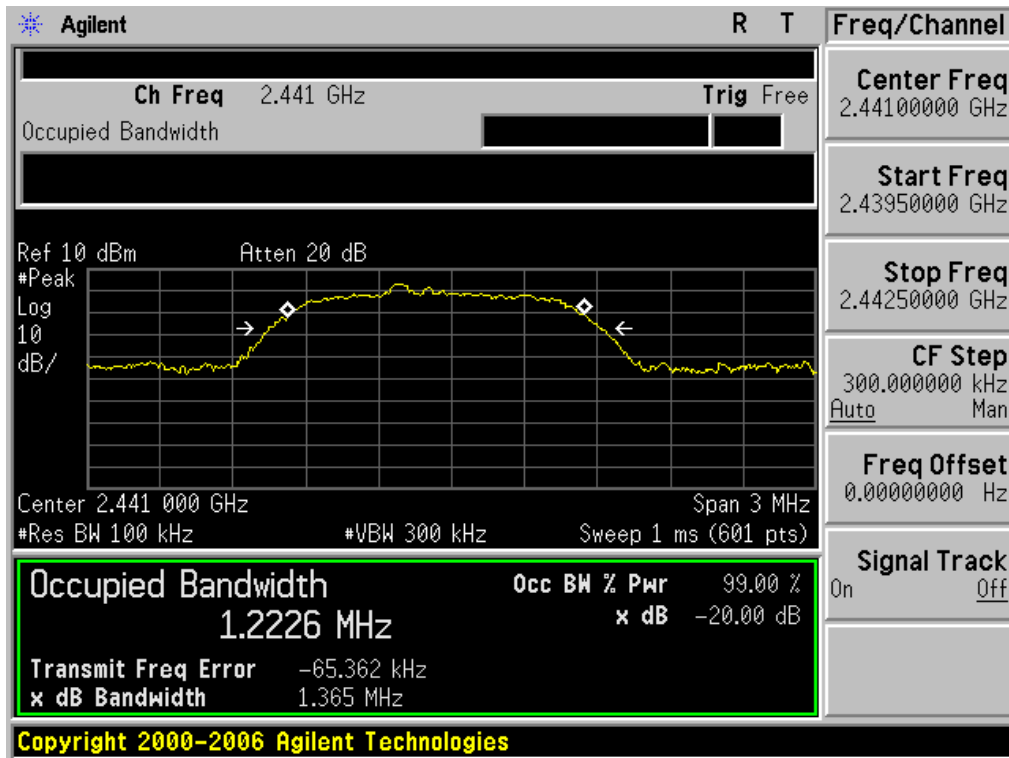 Agilent R T Freq/Channel
Ch Freq 2.441 GHz Trig Free
Occupied Bandwidth
Center Freq
2.44100000 GHz
Start Freq
2.43950000 GHz
Stop Freq
2.44250000 GHz
CF Step
300.000000 kHz
Auto Man
Freq Offset
0.00000000 Hz
Signal Track
On Off
Ref 10 dBm Atten 20 dB
#Peak
Log
10
dB/
Center 2.441 000 GHz Span 3 MHz
#Res BW 100 kHz #VBW 300 kHz Sweep 1 ms (601 pts)
Occupied Bandwidth Occ BW % Pwr 99.00 %
1.2226 MHz x dB -20.00 dB
Transmit Freq Error -65.362 kHz
x dB Bandwidth 1.365 MHz
Copyright 2000-2006 Agilent Technologies